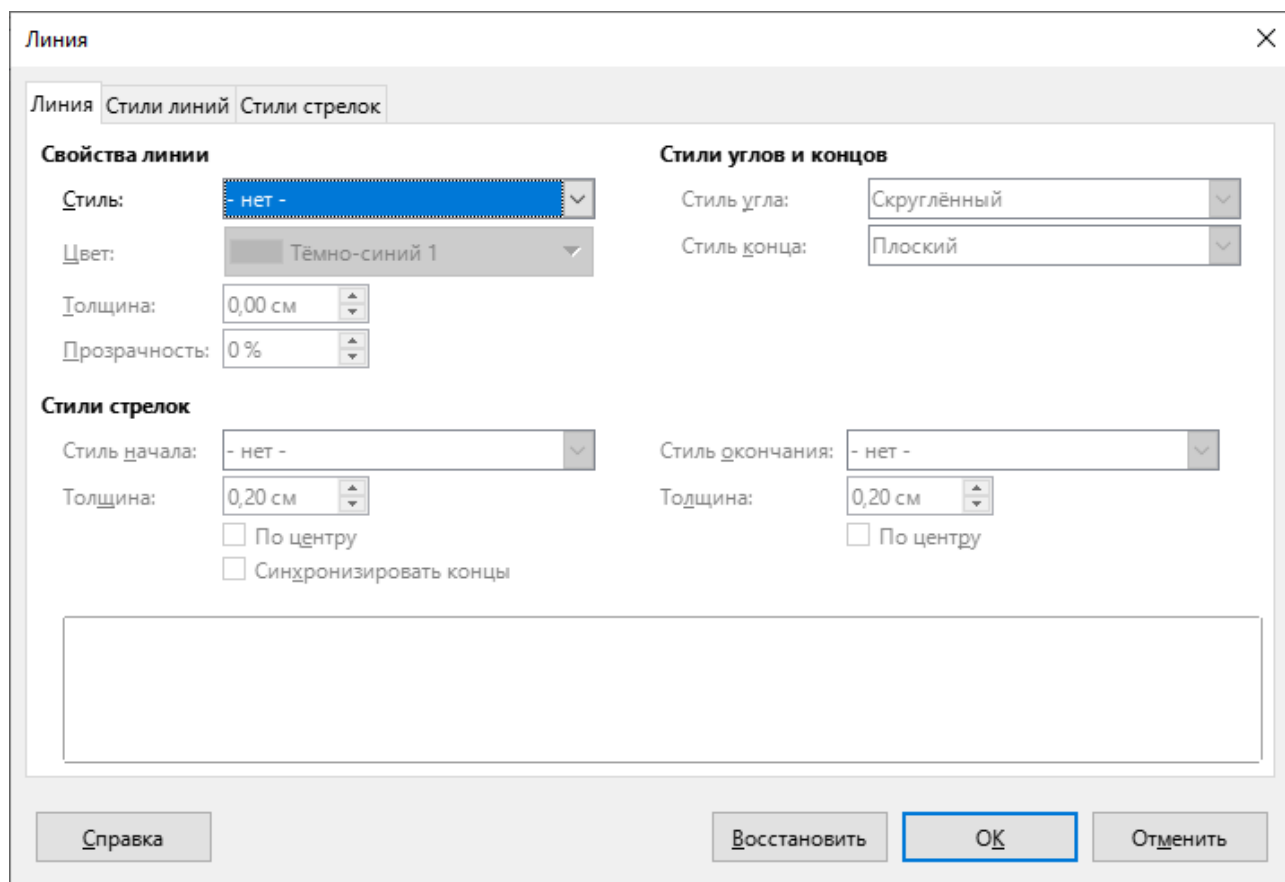 Линия
Линия Стили линий Стили стрелок
Свойства линии
Стиль: - нет -
Цвет: Тёмно-синий 1
Толщина: 0,00 см
Прозрачность: 0 %
Стили углов и концов
Стиль угла: Скруглённый
Стиль конца: Плоский
Стили стрелок
Стиль начала: - нет -
Толщина: 0,20 см
По центру
Синхронизировать концы
Стиль окончания: - нет -
Толщина: 0,20 см
По центру
Справка Восстановить OK Отменить